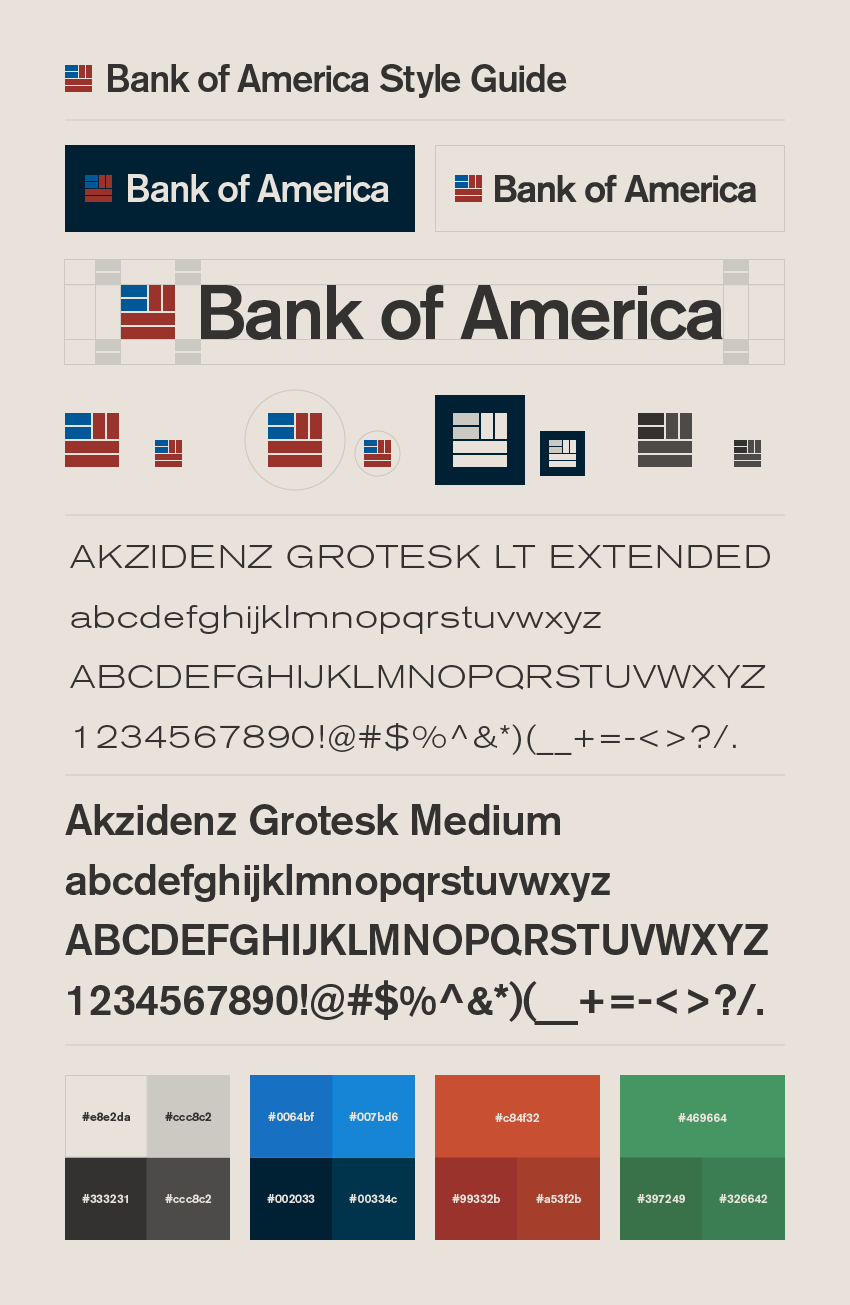 Bank of America Style Guide
Bank of America
Bank of America
Bank of America
AKZIDENZ GROTESK LT EXTENDED
abcdefghijklmnopqrstuvwxyz
ABCDEFGHIJKLMNOPQRSTUVWXYZ
1234567890!@#$%^&*)(__+=-<>?/.
Akzidenz Grotesk Medium
abcdefghijklmnopqrstuvwxyz
ABCDEFGHIJKLMNOPQRSTUVWXYZ
1234567890!@#$%^&*)(__+=-<>?/.
#e8e2da #ccc8c2 #0064bf #007bd6 #c84f32 #469664
#333231 #ccc8c2 #002033 #00334c #99332b #a53f2b #397249 #326642